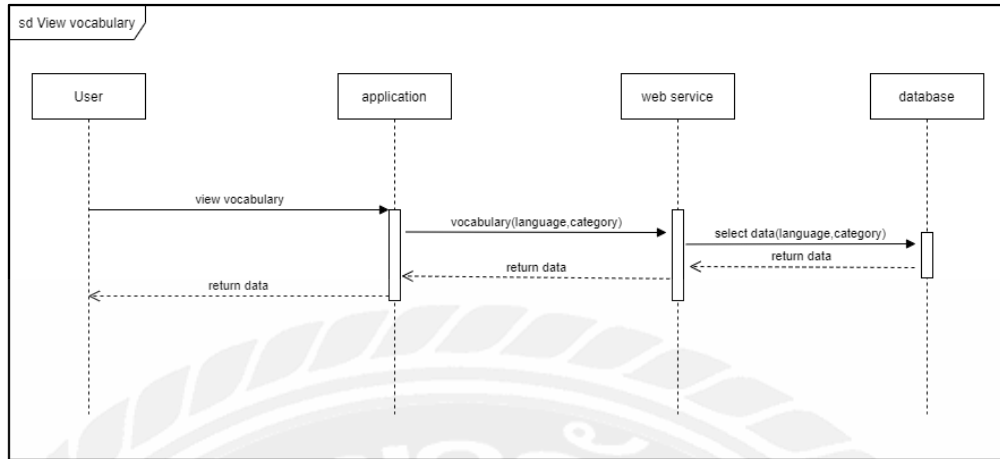 sd View vocabulary
User
application
web service
database
view vocabulary
vocabulary(language,category)
select data(language,category)
return data
return data
return data